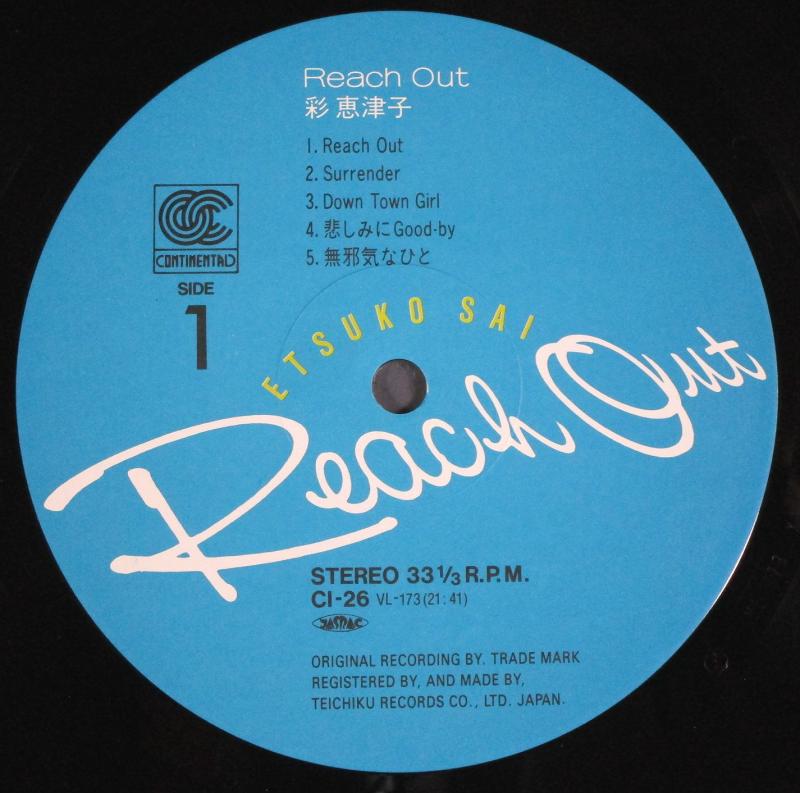 Reach Out
彩 恵津子
1. Reach Out
2. Surrender
3. Down Town Girl
4. 悲しみにGood-by
5. 無邪気なひと
CONTINENTAL
SIDE
1
ETSUKO SAI
Reach Out
STEREO 33 1/3 R.P.M.
CI-26 VL-173(21:41)
JASRAC
ORIGINAL RECORDING BY. TRADE MARK
REGISTERED BY, AND MADE BY,
TEICHIKU RECORDS CO., LTD. JAPAN.